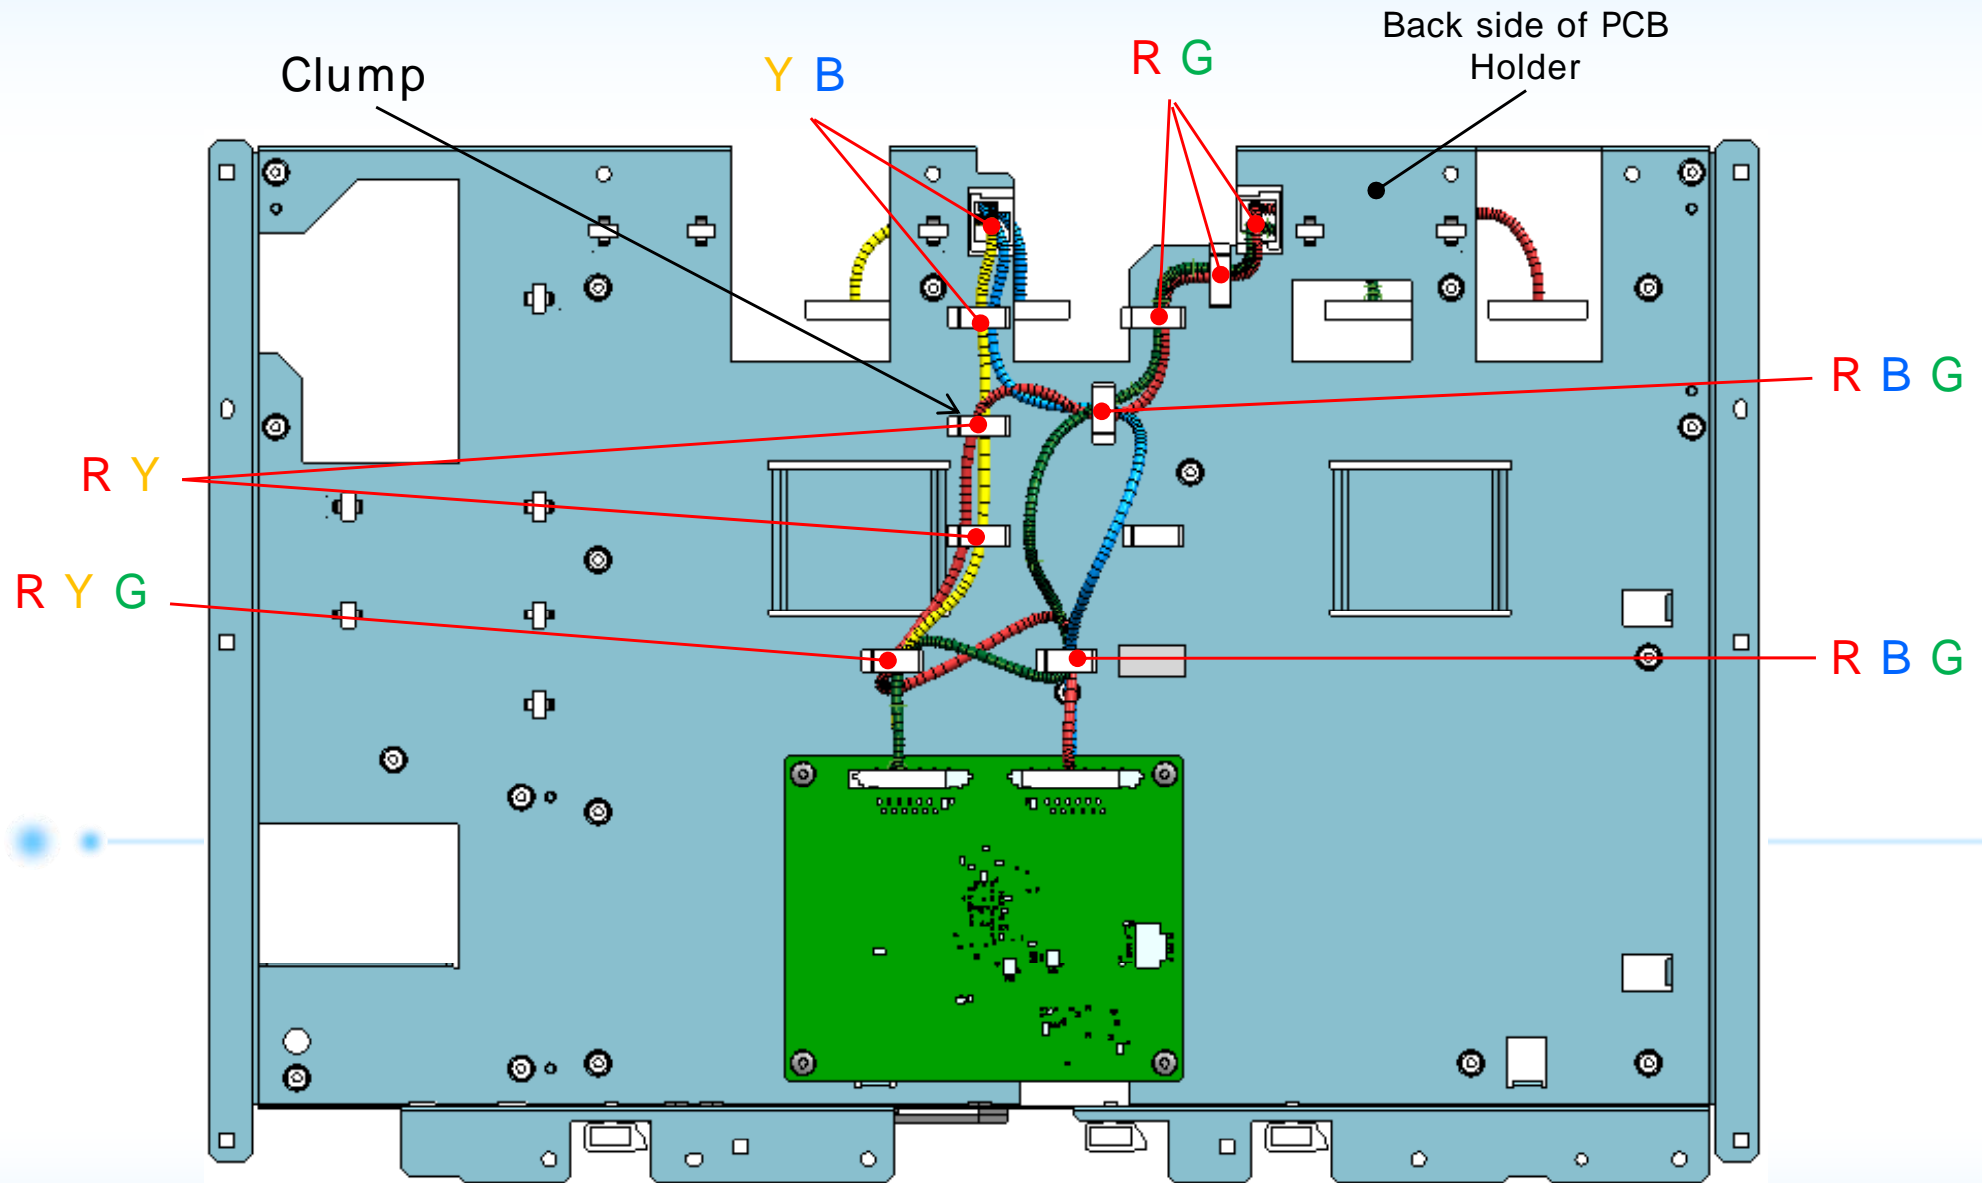 Back side of PCB
Holder
Clump
Y B
R G
R B G
R Y
R Y G
R B G